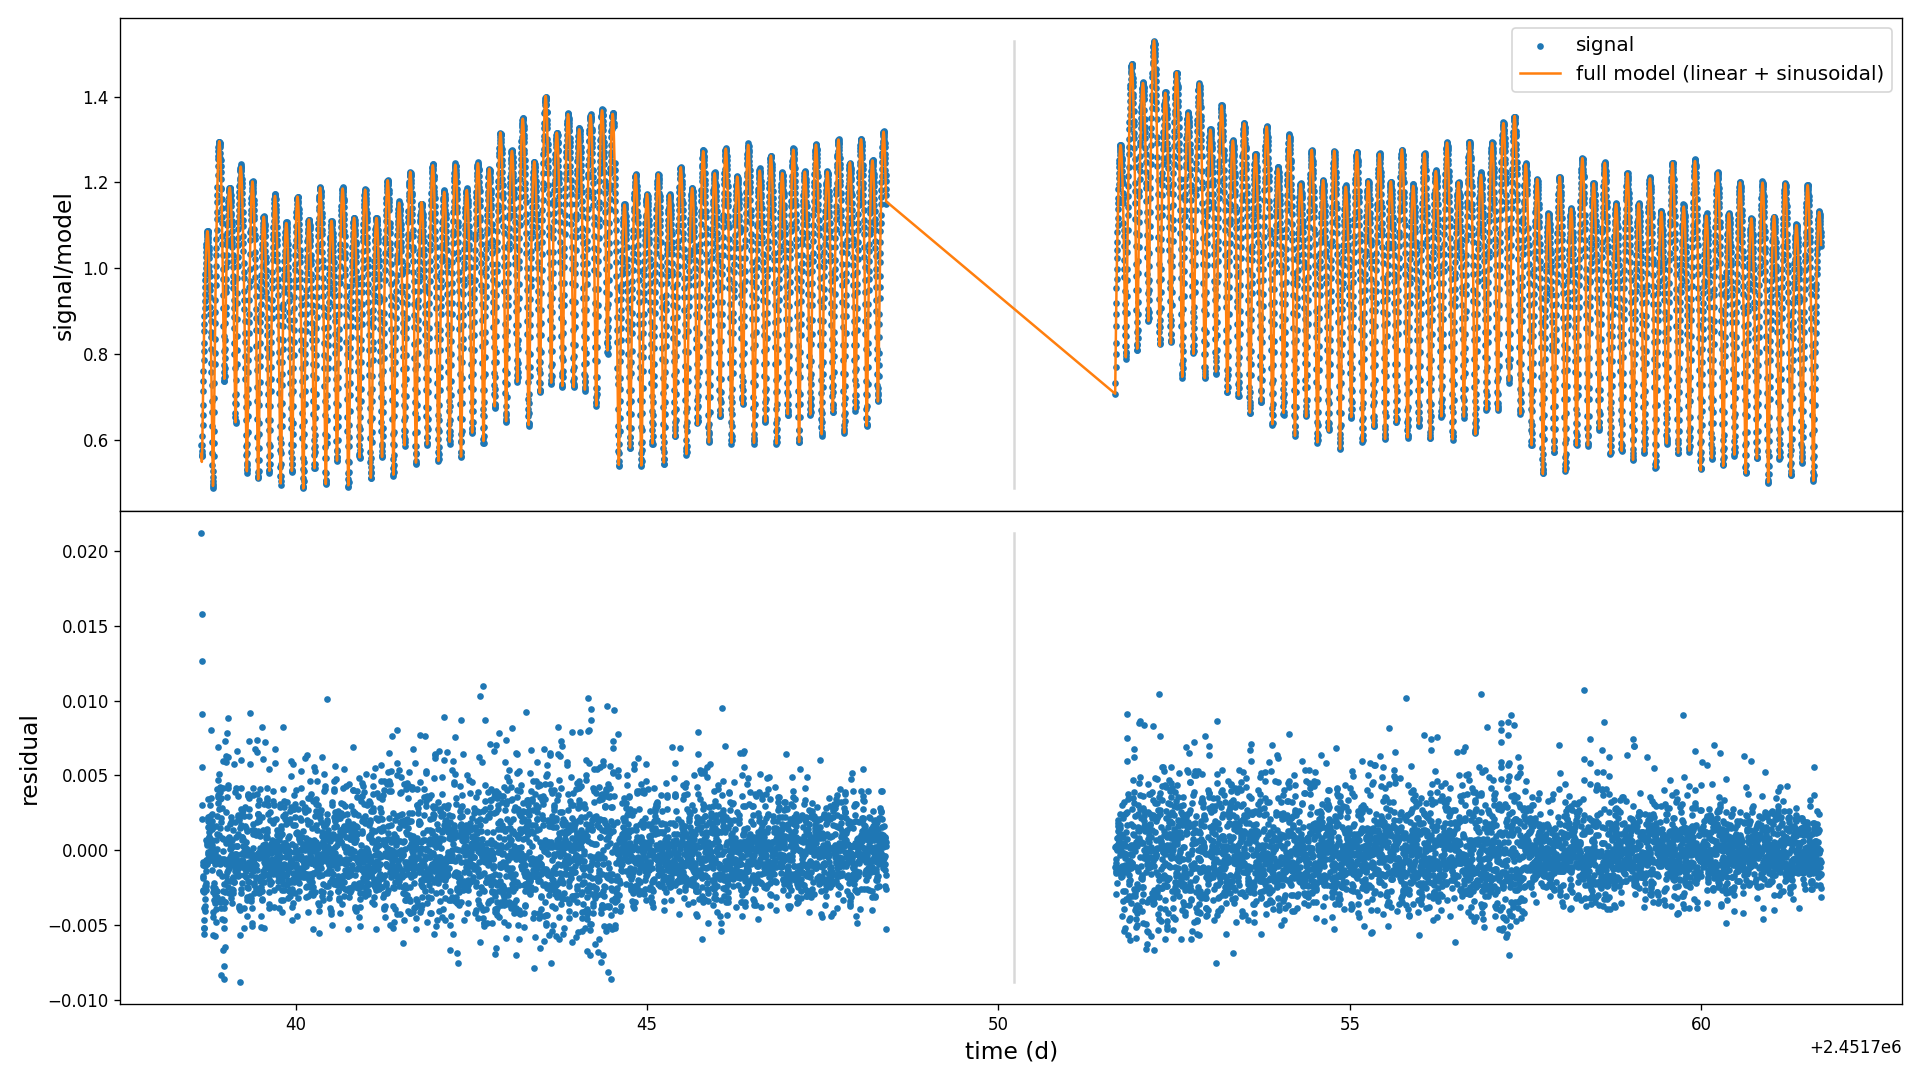 signal
full model (linear + sinusoidal)
signal/model
1.4
1.2
1.0
0.8
0.6
residual
0.020
0.015
0.010
0.005
0.000
−0.005
−0.010
40
45
50
55
60
time (d)
+2.4517e6